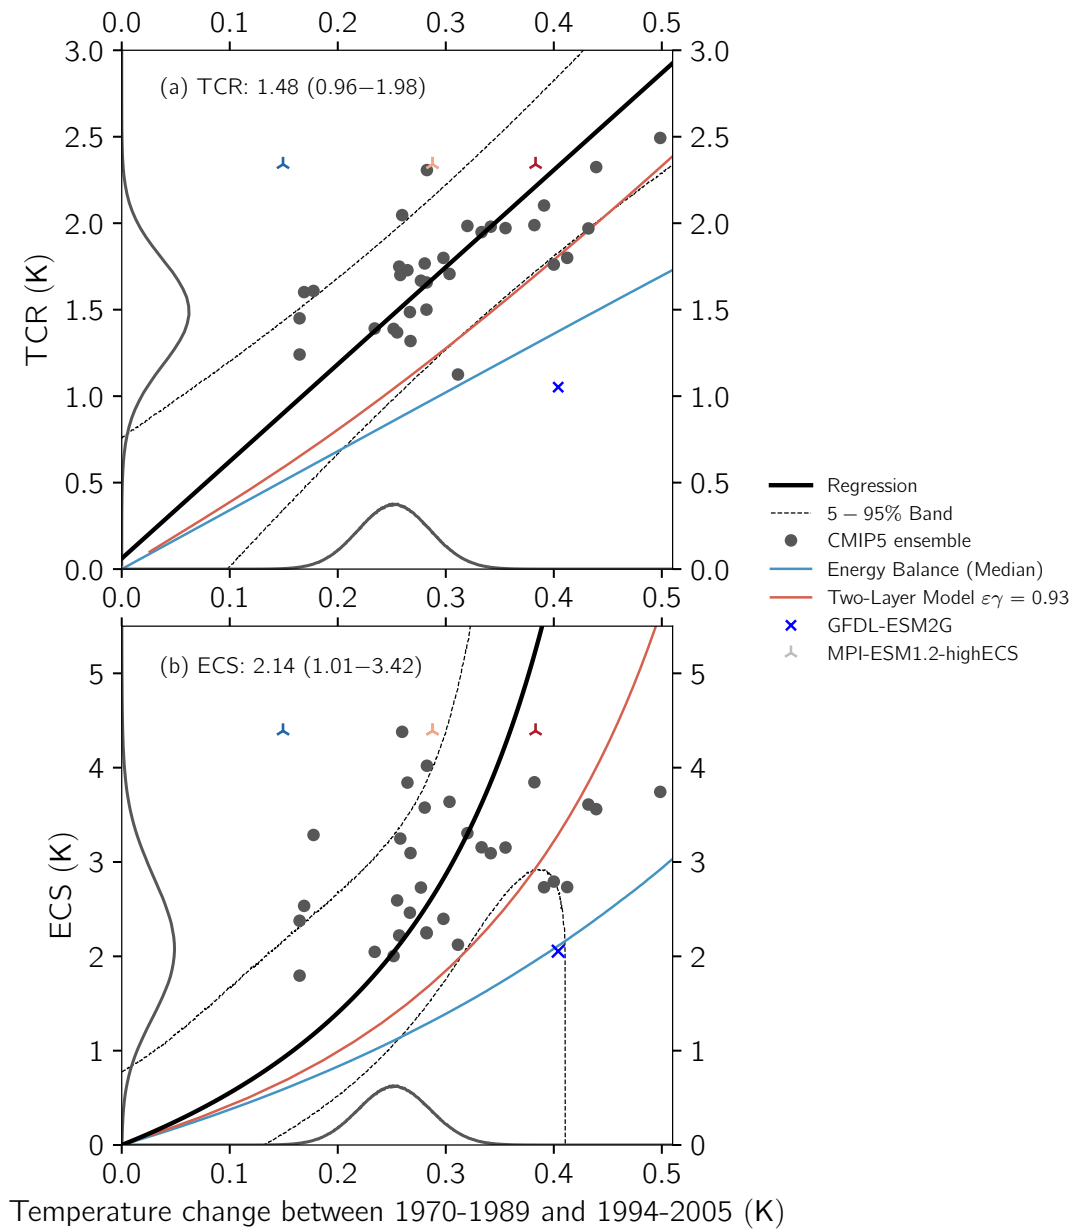 0.0 0.1 0.2 0.3 0.4 0.5
3.0 3.0
(a) TCR: 1.48 (0.96−1.98)
2.5 2.5
2.0 2.0
TCR (K)
1.5 1.5
1.0 1.0
0.5 0.5
0.0 0.0
0.0 0.1 0.2 0.3 0.4 0.5
Regression
5 − 95% Band
CMIP5 ensemble
Energy Balance (Median)
Two-Layer Model εγ = 0.93
GFDL-ESM2G
MPI-ESM1.2-highECS
(b) ECS: 2.14 (1.01−3.42)
5 5
4 4
3 3
ECS (K)
2 2
1 1
0 0
0.0 0.1 0.2 0.3 0.4 0.5
Temperature change between 1970-1989 and 1994-2005 (K)